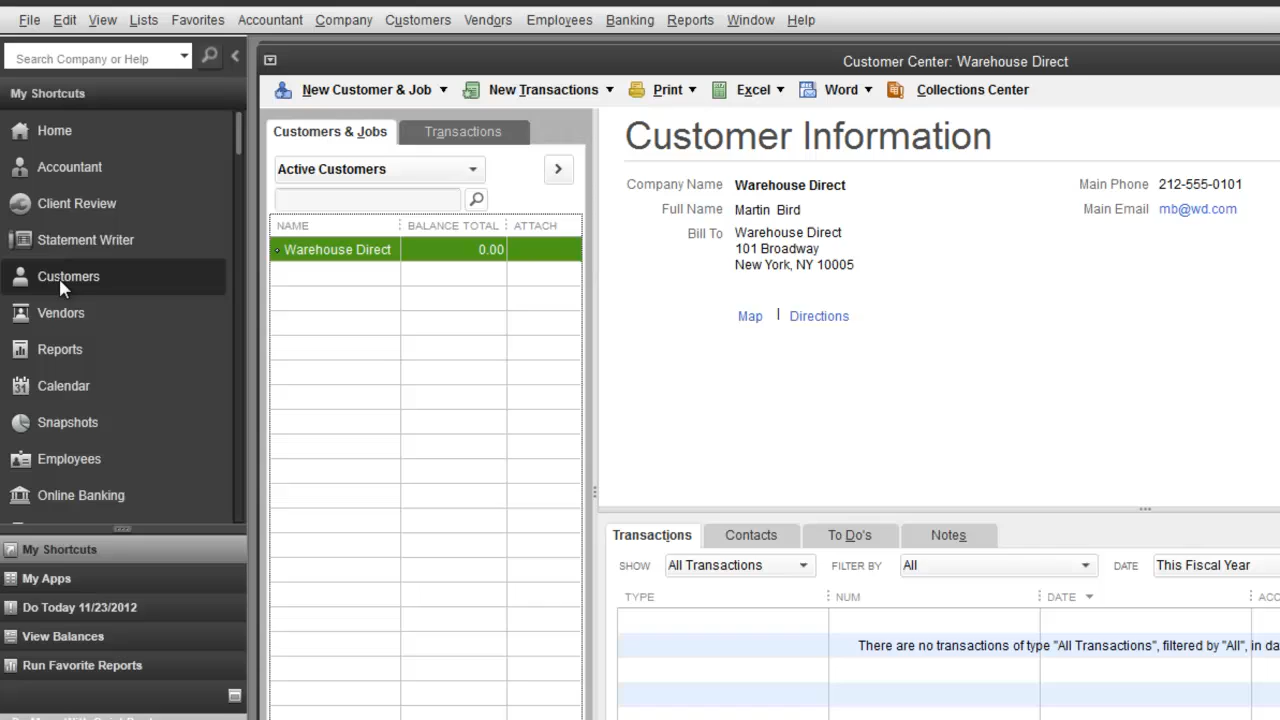 File Edit View Lists Favorites Accountant Company Customers Vendors Employees Banking Reports Window Help
Search Company or Help
Customer Center: Warehouse Direct
My Shortcuts
Home
Accountant
Client Review
Statement Writer
Customers
Vendors
Reports
Calendar
31
Snapshots
Employees
Online Banking
My Shortcuts
My Apps
Do Today 11/23/2012
View Balances
Run Favorite Reports
New Customer & Job New Transactions Print Excel Word Collections Center
Customers & Jobs Transactions
Active Customers
NAME BALANCE TOTAL ATTACH
Warehouse Direct 0.00
Customer Information
Company Name Warehouse Direct Main Phone 212-555-0101
Full Name Martin Bird Main Email mb@wd.com
Bill To Warehouse Direct
101 Broadway
New York, NY 10005
Map | Directions
Transactions Contacts To Do's Notes
SHOW All Transactions FILTER BY All DATE This Fiscal Year
TYPE NUM DATE ACC
There are no transactions of type "All Transactions", filtered by "All", in da